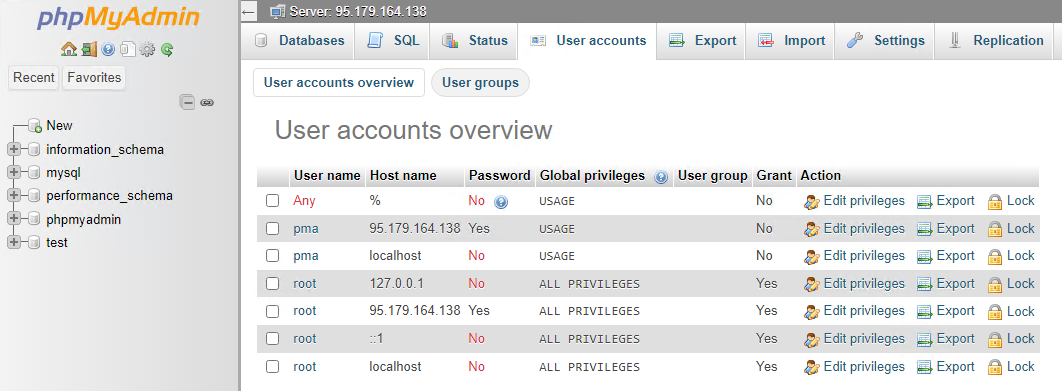 phpMyAdmin
Recent Favorites
New
information_schema
mysql
performance_schema
phpmyadmin
test
Server: 95.179.164.138
Databases SQL Status User accounts Export Import Settings Replication
User accounts overview User groups
User accounts overview
User name Host name Password Global privileges User group Grant Action
Any % No USAGE No Edit privileges Export Lock
pma 95.179.164.138 Yes USAGE No Edit privileges Export Lock
pma localhost No USAGE No Edit privileges Export Lock
root 127.0.0.1 No ALL PRIVILEGES Yes Edit privileges Export Lock
root 95.179.164.138 Yes ALL PRIVILEGES Yes Edit privileges Export Lock
root ::1 No ALL PRIVILEGES Yes Edit privileges Export Lock
root localhost No ALL PRIVILEGES Yes Edit privileges Export Lock